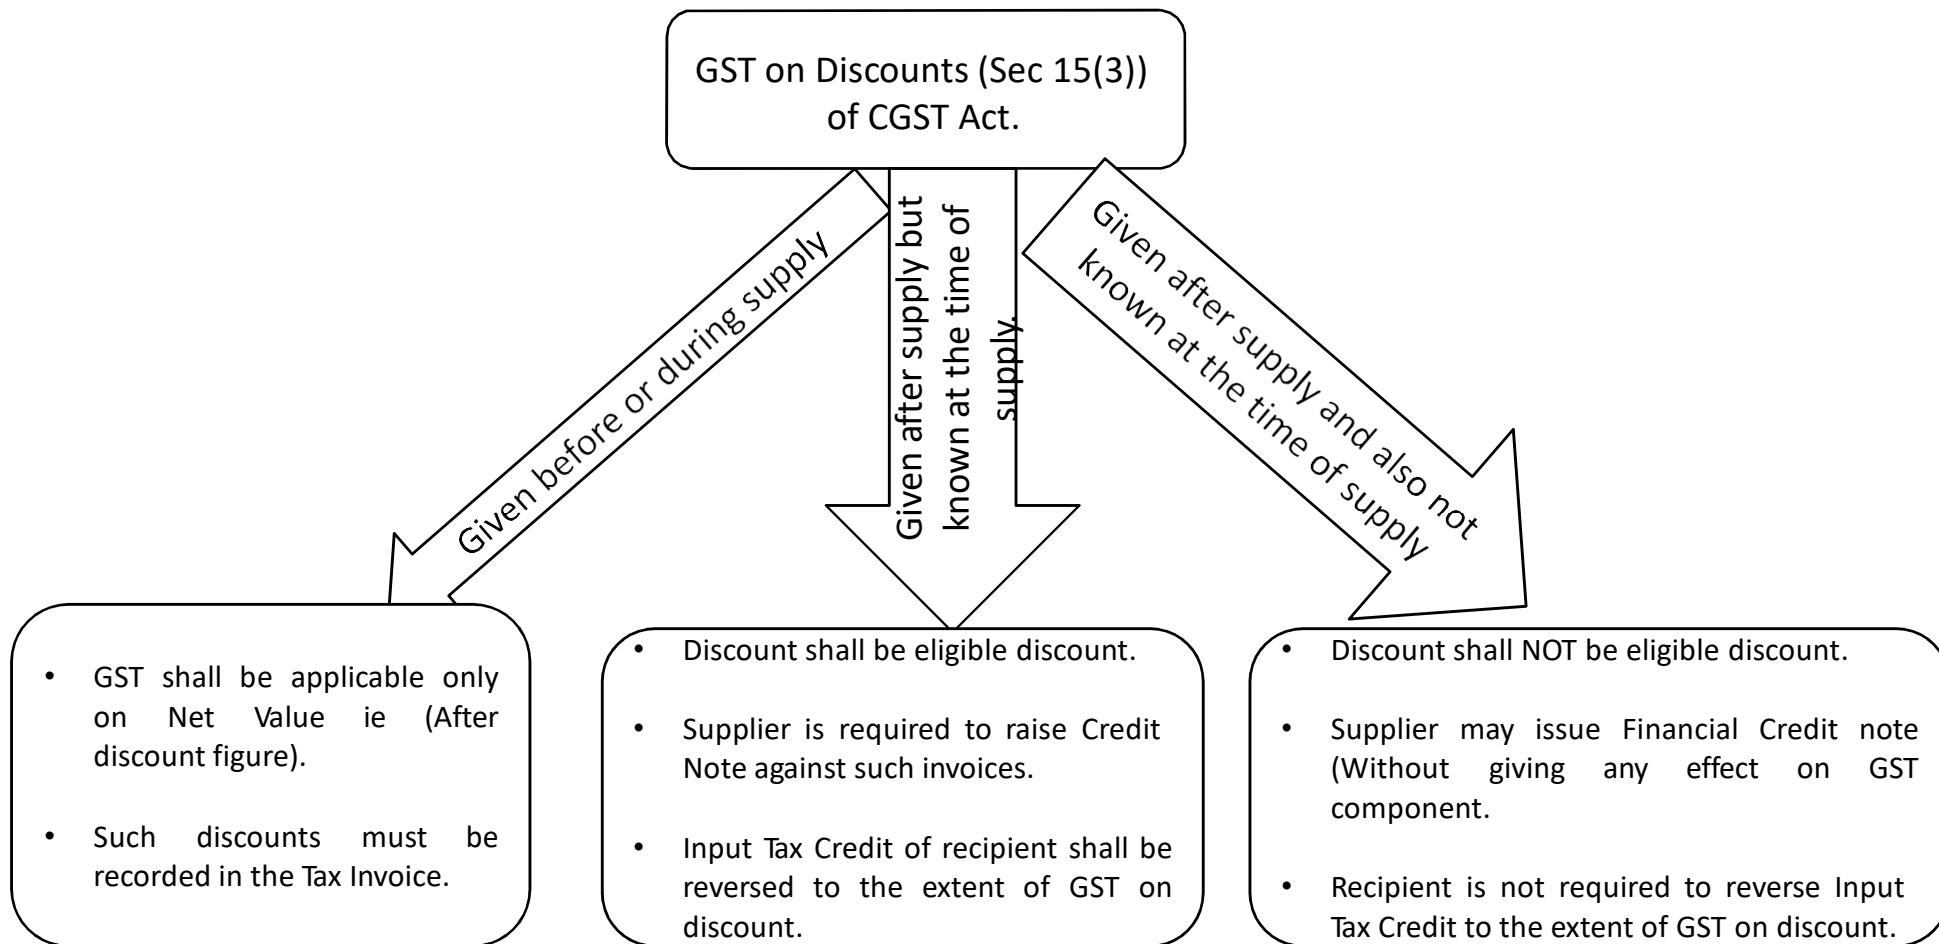 GST on Discounts (Sec 15(3))
of CGST Act.
Given before or during supply
Given after supply but
known at the time of
supply.
Given after supply and also not
known at the time of supply
• GST shall be applicable only
on Net Value ie (After
discount figure).
• Such discounts must be
recorded in the Tax Invoice.
• Discount shall be eligible discount.
• Supplier is required to raise Credit
Note against such invoices.
• Input Tax Credit of recipient shall be
reversed to the extent of GST on
discount.
• Discount shall NOT be eligible discount.
• Supplier may issue Financial Credit note
(Without giving any effect on GST
component.
• Recipient is not required to reverse Input
Tax Credit to the extent of GST on discount.